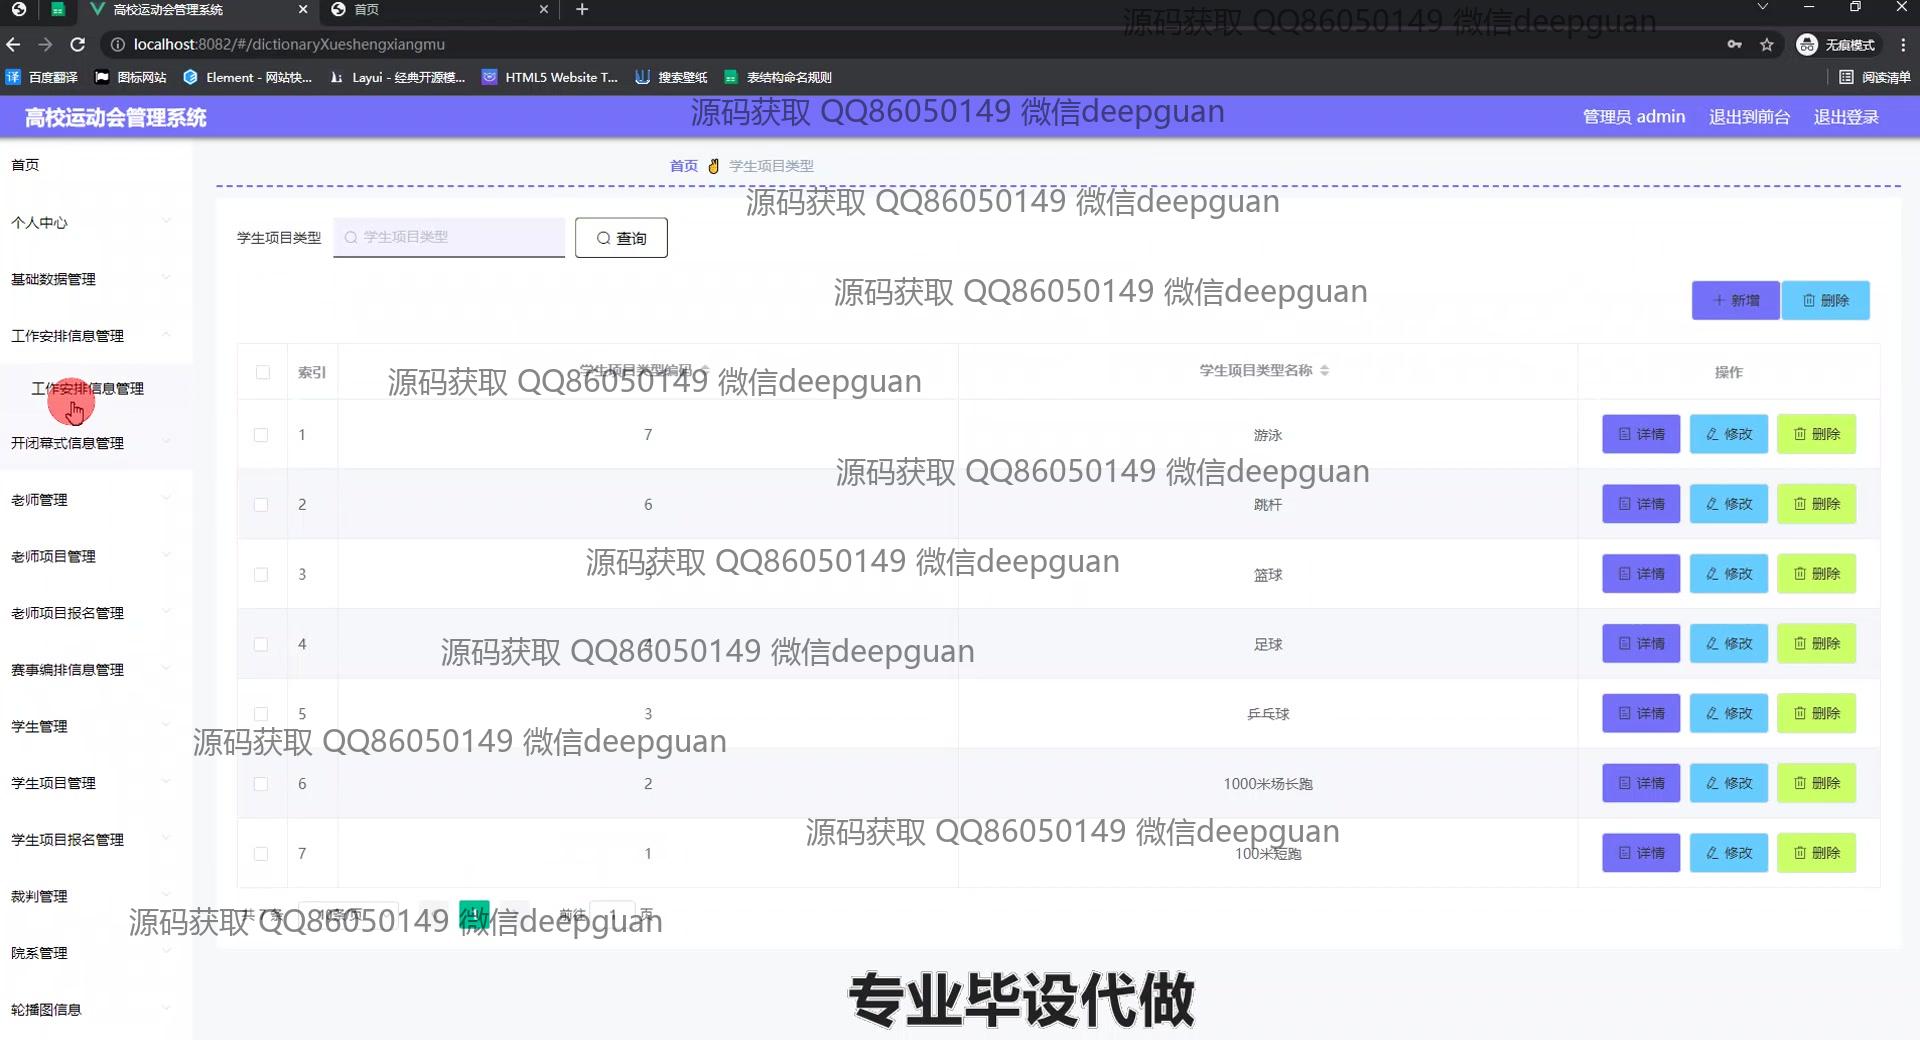 高校运动会管理系统 首页
localhost:8082/#/dictionaryXueshengxiangmu 无痕模式
百度翻译 图标网站 Element - 网站快... Layui - 经典开源模... HTML5 Website T... 搜索壁纸 表结构命名规则 阅读清单
源码获取 QQ86050149 微信deepguan
高校运动会管理系统 管理员 admin 退出到前台 退出登录
源码获取 QQ86050149 微信deepguan
首页
首页 学生项目类型
源码获取 QQ86050149 微信deepguan
个人中心
学生项目类型 学生项目类型 查询
基础数据管理
源码获取 QQ86050149 微信deepguan
新增 删除
工作安排信息管理
索引 学生项目类型编码 学生项目类型名称 操作
源码获取 QQ86050149 微信deepguan
工作安排信息管理
1 7 游泳 详情 修改 删除
开闭幕式信息管理
源码获取 QQ86050149 微信deepguan
老师管理
2 6 跳杆 详情 修改 删除
老师项目管理
源码获取 QQ86050149 微信deepguan
3 5 篮球 详情 修改 删除
老师项目报名管理
4 4 足球 详情 修改 删除
源码获取 QQ86050149 微信deepguan
赛事编排信息管理
5 3 乒乓球 详情 修改 删除
学生管理
源码获取 QQ86050149 微信deepguan
学生项目管理
6 2 1000米场长跑 详情 修改 删除
学生项目报名管理
源码获取 QQ86050149 微信deepguan
7 1 100米短跑 详情 修改 删除
裁判管理
共 7 条 10条/页 1 前往 1 页
源码获取 QQ86050149 微信deepguan
院系管理
专业毕设代做
轮播图信息